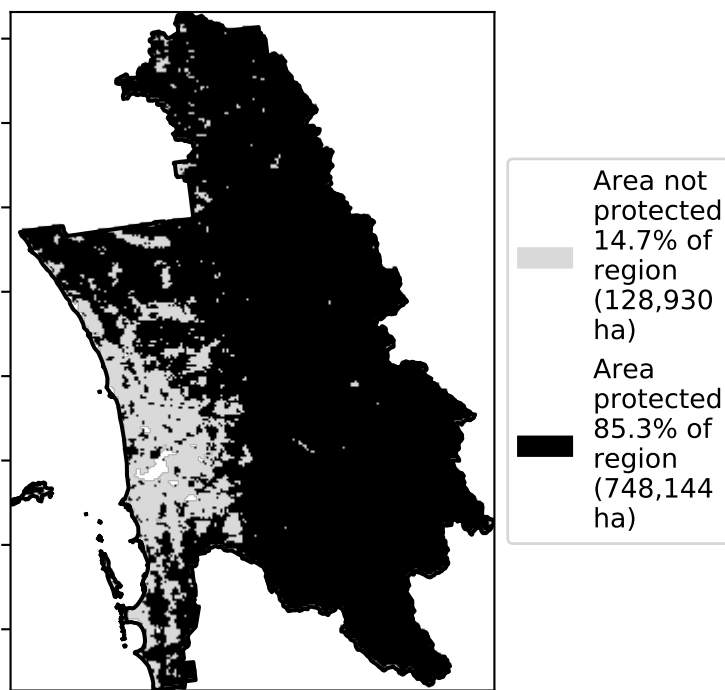 Area not
protected
14.7% of
region
(128,930
ha)
Area
protected
85.3% of
region
(748,144
ha)